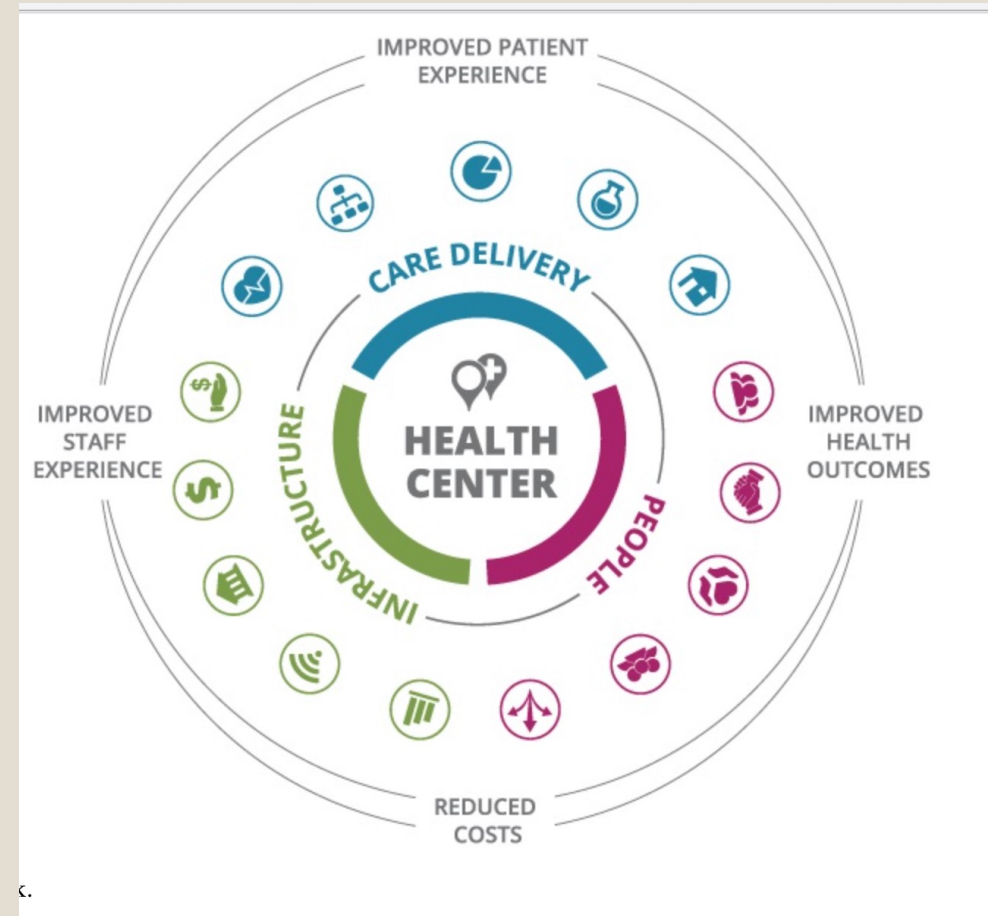 IMPROVED PATIENT
EXPERIENCE
CARE DELIVERY
HEALTH
CENTER
INFRASTRUCTURE
PEOPLE
IMPROVED
STAFF
EXPERIENCE
IMPROVED
HEALTH
OUTCOMES
$
$
REDUCED
COSTS
k.